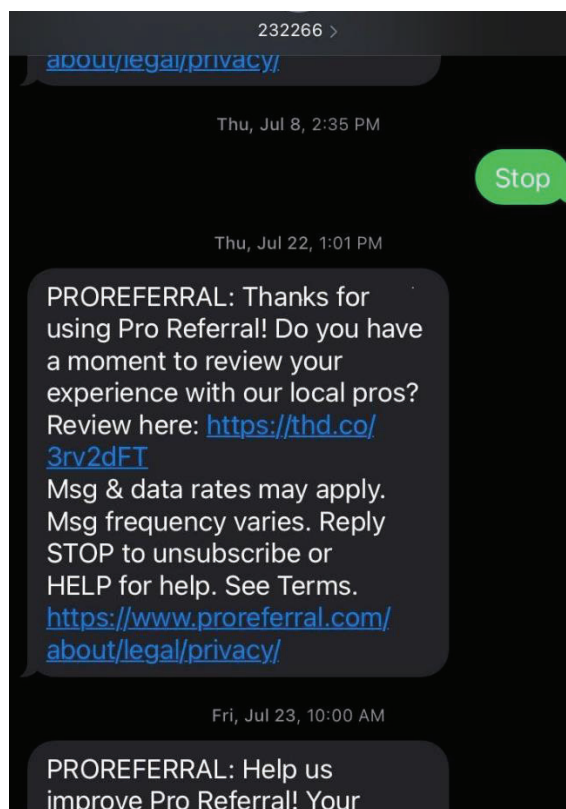 232266 >
about/legal/privacy/
Thu, Jul 8, 2:35 PM
Stop
Thu, Jul 22, 1:01 PM
PROREFERRAL: Thanks for
using Pro Referral! Do you have
a moment to review your
experience with our local pros?
Review here: https://thd.co/
3rv2dFT
Msg & data rates may apply.
Msg frequency varies. Reply
STOP to unsubscribe or
HELP for help. See Terms.
https://www.proreferral.com/
about/legal/privacy/
Fri, Jul 23, 10:00 AM
PROREFERRAL: Help us
improve Pro Referral! Your